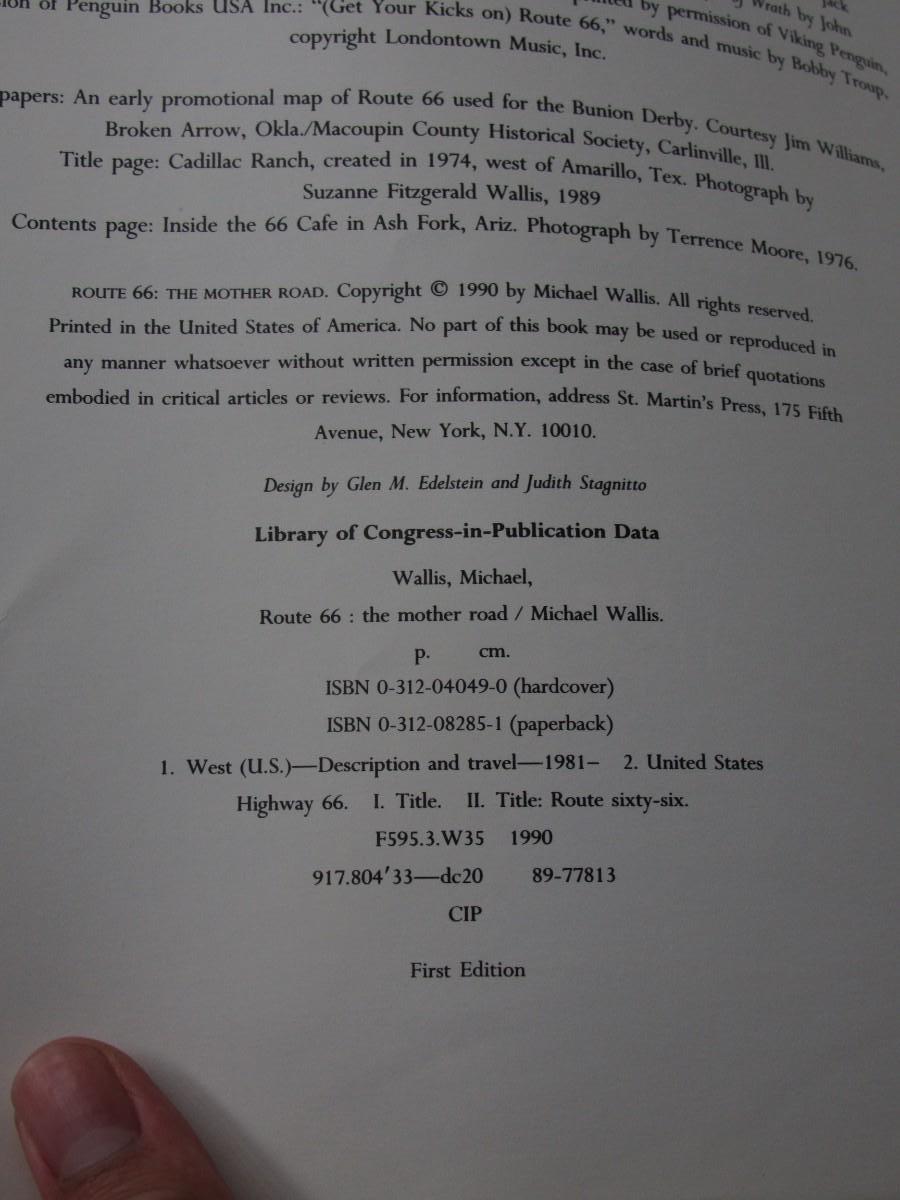 Wrath by John
of Penguin Books USA Inc.: "(Get Your Kicks on) Route 66," words and music by Bobby Troup,
by permission of Viking Penguin,
copyright Londontown Music, Inc.
papers: An early promotional map of Route 66 used for the Bunion Derby. Courtesy Jim Williams,
Broken Arrow, Okla./Macoupin County Historical Society, Carlinville, Ill.
Title page: Cadillac Ranch, created in 1974, west of Amarillo, Tex. Photograph by
Suzanne Fitzgerald Wallis, 1989
Contents page: Inside the 66 Cafe in Ash Fork, Ariz. Photograph by Terrence Moore, 1976.
ROUTE 66: THE MOTHER ROAD. Copyright © 1990 by Michael Wallis. All rights reserved.
Printed in the United States of America. No part of this book may be used or reproduced in
any manner whatsoever without written permission except in the case of brief quotations
embodied in critical articles or reviews. For information, address St. Martin's Press, 175 Fifth
Avenue, New York, N.Y. 10010.
Design by Glen M. Edelstein and Judith Stagnitto
Library of Congress-in-Publication Data
Wallis, Michael,
Route 66 : the mother road / Michael Wallis.
p. cm.
ISBN 0-312-04049-0 (hardcover)
ISBN 0-312-08285-1 (paperback)
1. West (U.S.)—Description and travel—1981– 2. United States
Highway 66. I. Title. II. Title: Route sixty-six.
F595.3.W35 1990
917.804'33—dc20 89-77813
CIP
First Edition